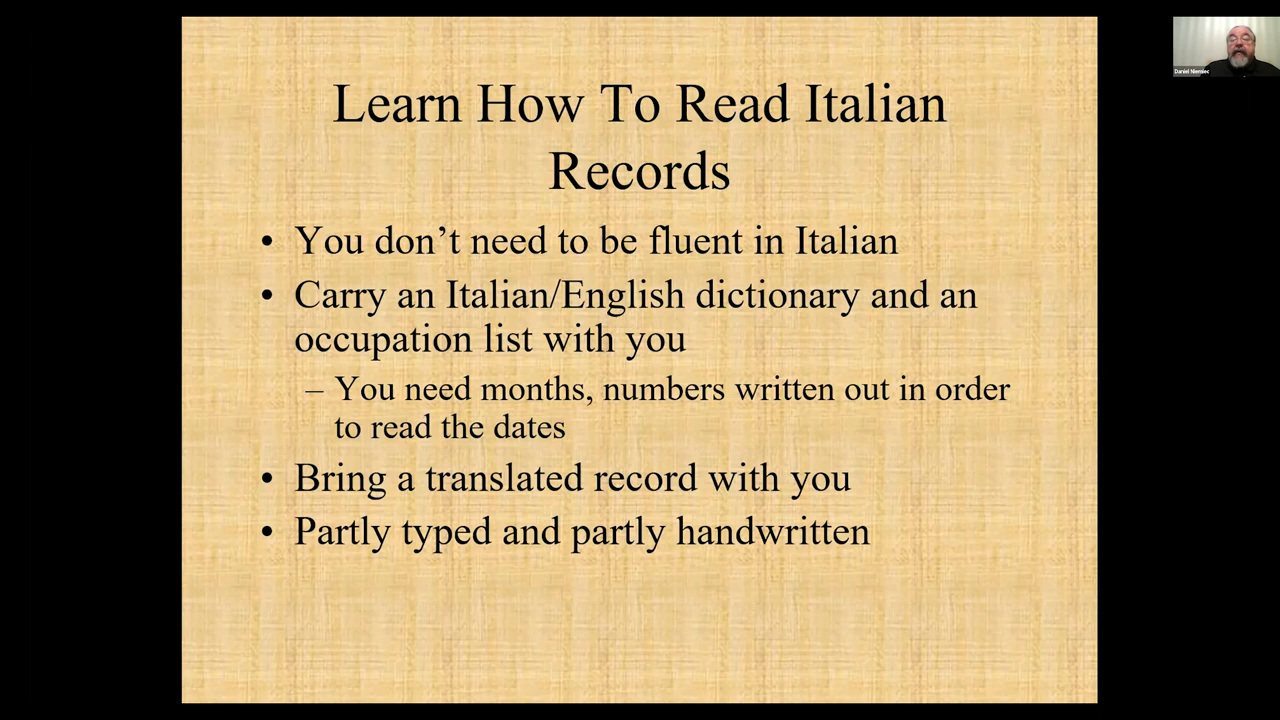 Learn How To Read Italian
Records
• You don’t need to be fluent in Italian
• Carry an Italian/English dictionary and an
occupation list with you
– You need months, numbers written out in order
to read the dates
• Bring a translated record with you
• Partly typed and partly handwritten
Daniel Niemiec